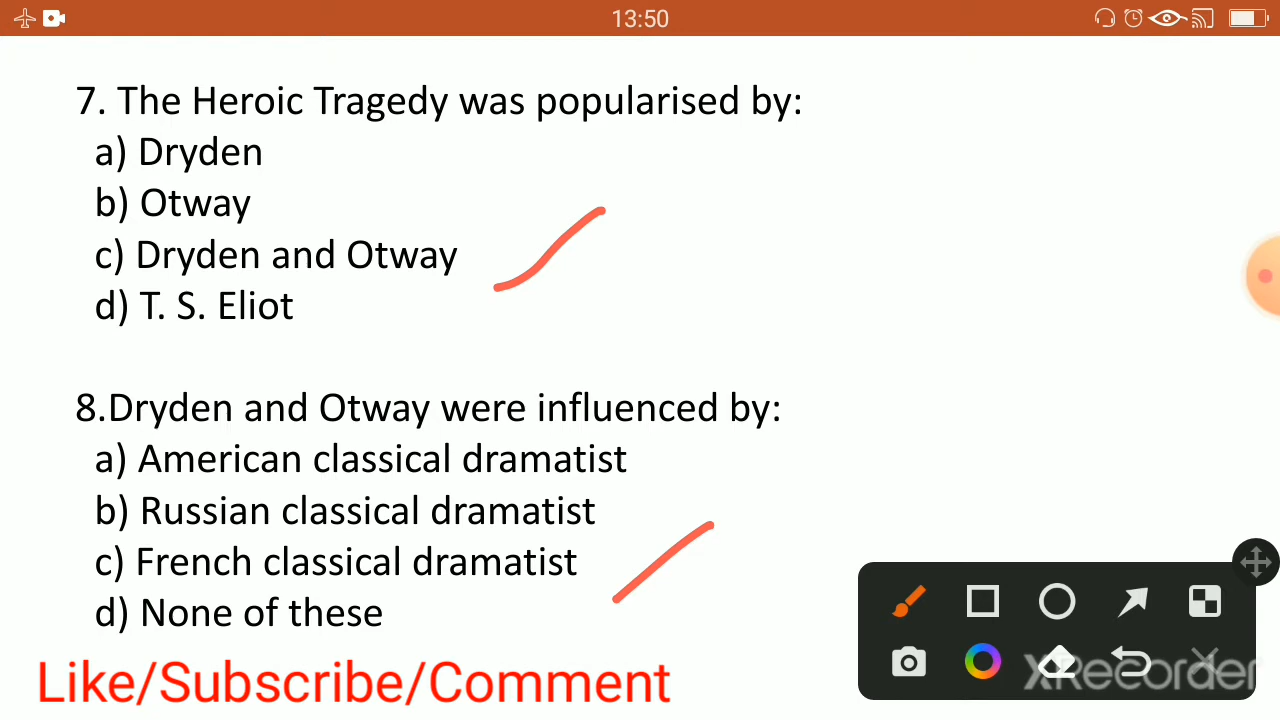 13:50
7. The Heroic Tragedy was popularised by:
a) Dryden
b) Otway
c) Dryden and Otway
d) T. S. Eliot
8.Dryden and Otway were influenced by:
a) American classical dramatist
b) Russian classical dramatist
c) French classical dramatist
d) None of these
Like/Subscribe/Comment
XRecorder